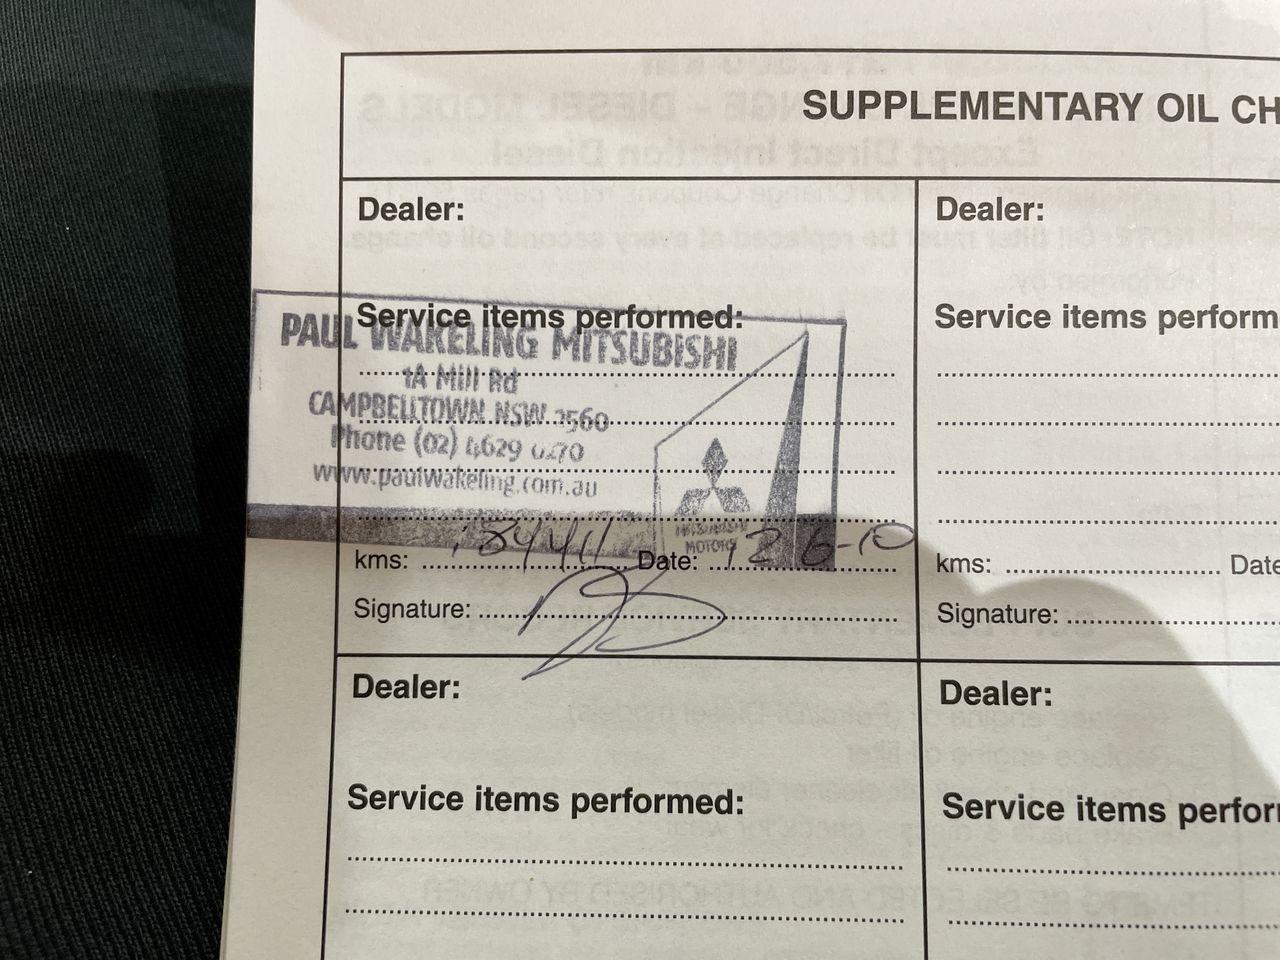 SUPPLEMENTARY OIL CH
Dealer:
Service items performed:
PAUL WAKELING MITSUBISHI
1A Mill Rd
CAMPBELLTOWN NSW 2560
Phone (02) 4629
www.paulwakeling.com.au
MITSUBISHI
MOTORS
kms: 184411 Date: 12 6-10
Signature:
Dealer:
Service items perform
kms: Date
Signature:
Dealer:
Service items performed:
Dealer:
Service items perfor